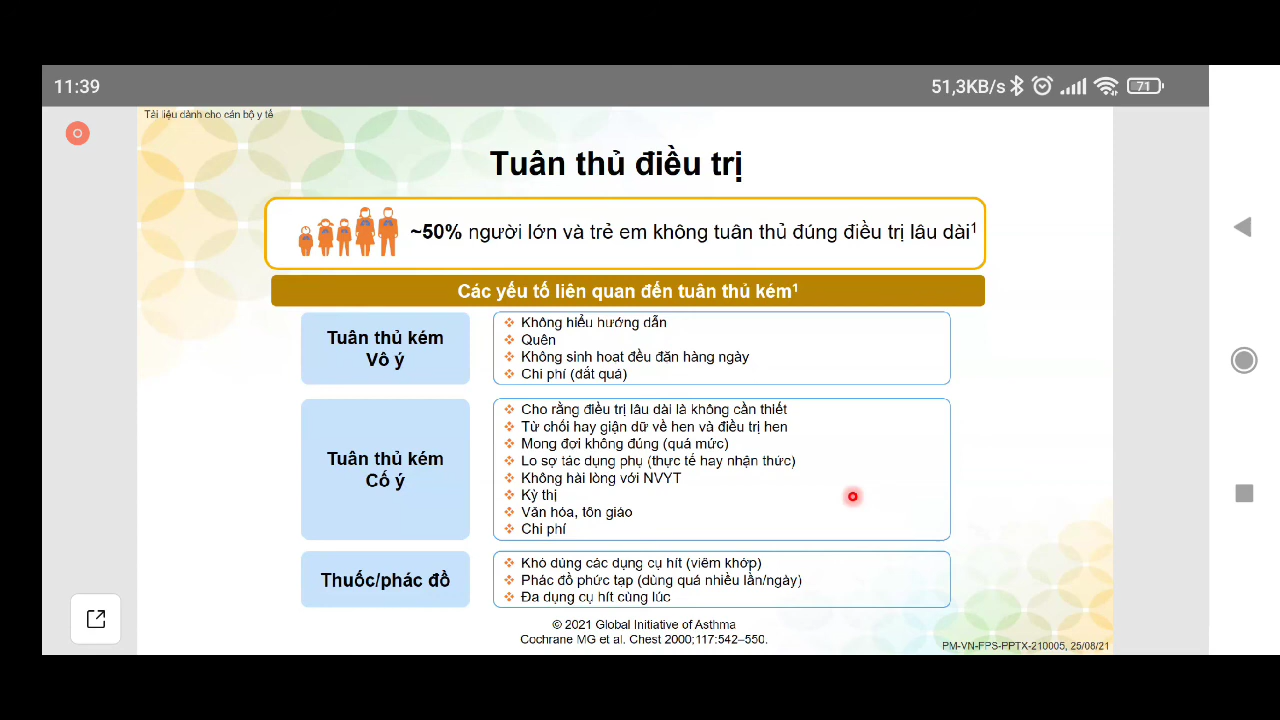 11:39
51,3KB/s
71
Tài liệu dành cho cán bộ y tế
Tuân thủ điều trị
~50% người lớn và trẻ em không tuân thủ đúng điều trị lâu dài¹
Các yếu tố liên quan đến tuân thủ kém¹
Tuân thủ kém
Vô ý
❖ Không hiểu hướng dẫn
❖ Quên
❖ Không sinh hoạt đều đặn hàng ngày
❖ Chi phí (đắt quá)
Tuân thủ kém
Cố ý
❖ Cho rằng điều trị lâu dài là không cần thiết
❖ Từ chối hay giận dữ về hen và điều trị hen
❖ Mong đợi không đúng (quá mức)
❖ Lo sợ tác dụng phụ (thực tế hay nhận thức)
❖ Không hài lòng với NVYT
❖ Kỳ thị
❖ Văn hóa, tôn giáo
❖ Chi phí
Thuốc/phác đồ
❖ Khó dùng các dụng cụ hít (viêm khớp)
❖ Phác đồ phức tạp (dùng quá nhiều lần/ngày)
❖ Đa dụng cụ hít cùng lúc
© 2021 Global Initiative of Asthma
Cochrane MG et al. Chest 2000;117:542–550.
PM-VN-FPS-PPTX-210005, 25/08/21